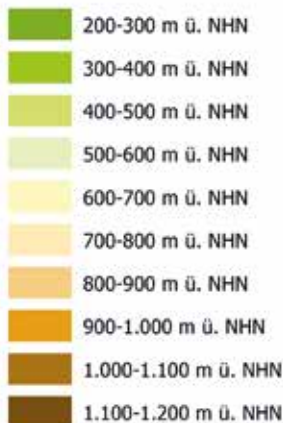 200-300 m ü. NHN
300-400 m ü. NHN
400-500 m ü. NHN
500-600 m ü. NHN
600-700 m ü. NHN
700-800 m ü. NHN
800-900 m ü. NHN
900-1.000 m ü. NHN
1.000-1.100 m ü. NHN
1.100-1.200 m ü. NHN